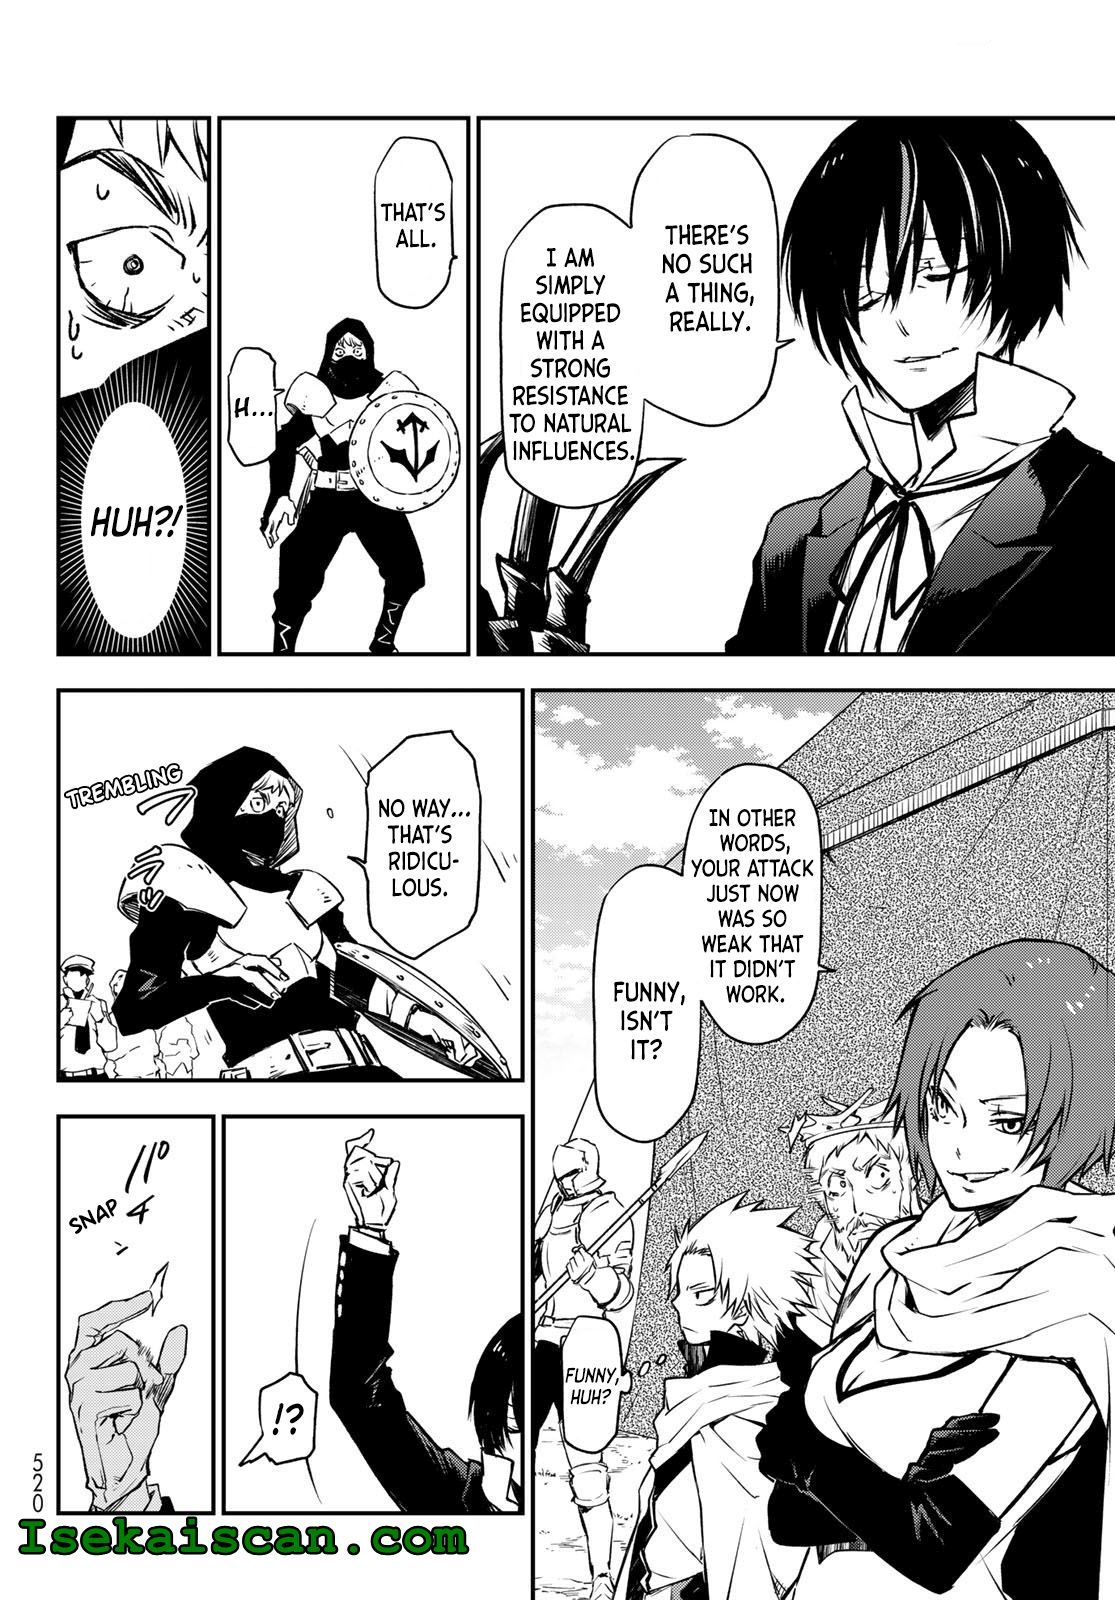 THERE'S
NO SUCH
A THING,
REALLY.
I AM
SIMPLY
EQUIPPED
WITH A
STRONG
RESISTANCE
TO NATURAL
INFLUENCES.
THAT'S
ALL.
H...
HUH?!
IN OTHER
WORDS,
YOUR ATTACK
JUST NOW
WAS SO
WEAK THAT
IT DIDN'T
WORK.
FUNNY,
ISN'T
IT?
FUNNY,
HUH?
NO WAY...
THAT'S
RIDICU-
LOUS.
TREMBLING
!?
SNAP
520
Isekaiscan.com